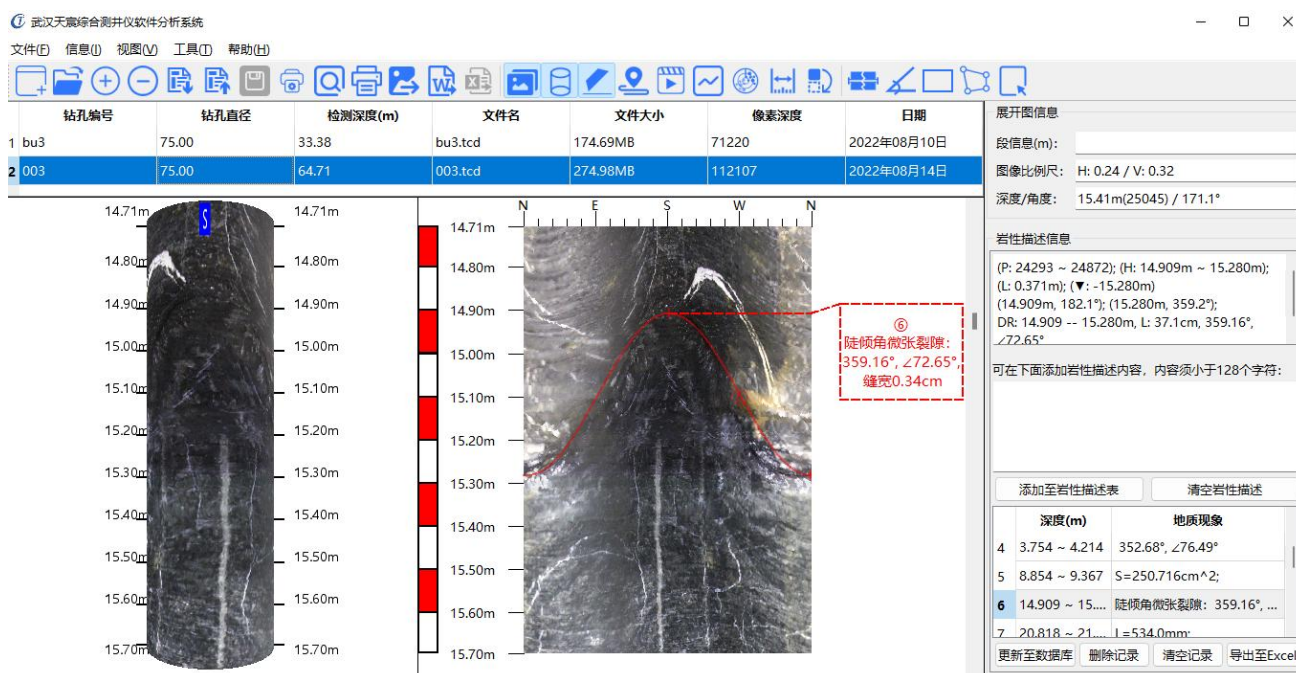 武汉天宸综合测井仪软件分析系统
文件(F) 信息(I) 视图(V) 工具(T) 帮助(H)
钻孔编号 钻孔直径 检测深度(m) 文件名 文件大小 像素深度 日期
1 bu3 75.00 33.38 bu3.tcd 174.69MB 71220 2022年08月10日
2 003 75.00 64.71 003.tcd 274.98MB 112107 2022年08月14日
S
14.71m 14.71m
14.80m 14.80m
14.90m 14.90m
15.00m 15.00m
15.10m 15.10m
15.20m 15.20m
15.30m 15.30m
15.40m 15.40m
15.50m 15.50m
15.60m 15.60m
15.70m 15.70m
N E S W N
14.71m
14.80m
14.90m
15.00m
15.10m
15.20m
15.30m
15.40m
15.50m
15.60m
15.70m
⑥
陡倾角微张裂隙:
359.16°, ∠72.65°,
缝宽0.34cm
展开图信息
段信息(m):
图像比例尺: H: 0.24 / V: 0.32
深度/角度: 15.41m(25045) / 171.1°
岩性描述信息
(P: 24293 ~ 24872); (H: 14.909m ~ 15.280m);
(L: 0.371m); (▼: -15.280m)
(14.909m, 182.1°); (15.280m, 359.2°);
DR: 14.909 -- 15.280m, L: 37.1cm, 359.16°,
∠72.65°
可在下面添加岩性描述内容，内容须小于128个字符:
添加至岩性描述表 清空岩性描述
深度(m) 地质现象
4 3.754 ~ 4.214 352.68°, ∠76.49°
5 8.854 ~ 9.367 S=250.716cm^2;
6 14.909 ~ 15.... 陡倾角微张裂隙: 359.16°, ...
7 20.818 ~ 21.... L=534.0mm;
更新至数据库 删除记录 清空记录 导出至Excel